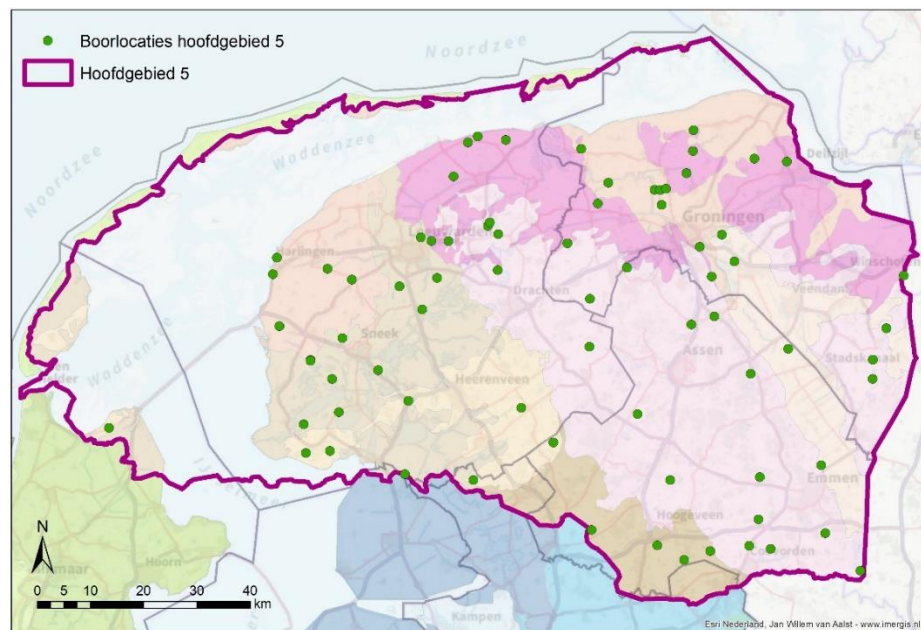 Boorlocaties hoofdgebied 5
Hoofdgebied 5
Noordzee
Waddenzee
Noordzee
Delfzijl
Groningen
Leeuwarden
Harlingen
Winschoten
Drachten
Veendam
Waddenzee
Sneek
Assen
Stadskanaal
Heerenveen
Emmen
Hoogeveen
Coevorden
N
Hoorn
Kampen
0 5 10 20 30 40
km
Esri Nederland, Jan Willem van Aalst - www.imergis.nl